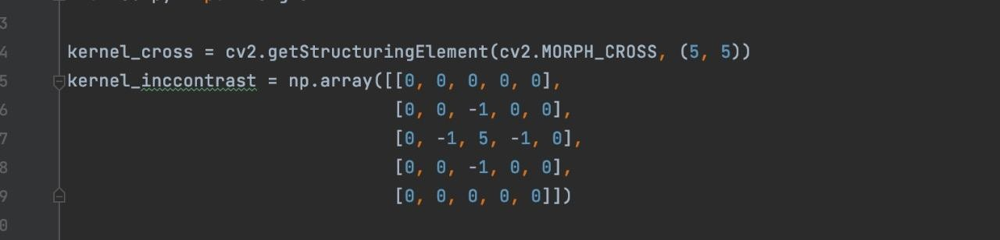 3
4 kernel_cross = cv2.getStructuringElement(cv2.MORPH_CROSS, (5, 5))
5 kernel_inccontrast = np.array([[0, 0, 0, 0, 0],
6 [0, 0, -1, 0, 0],
7 [0, -1, 5, -1, 0],
8 [0, 0, -1, 0, 0],
9 [0, 0, 0, 0, 0]])
0